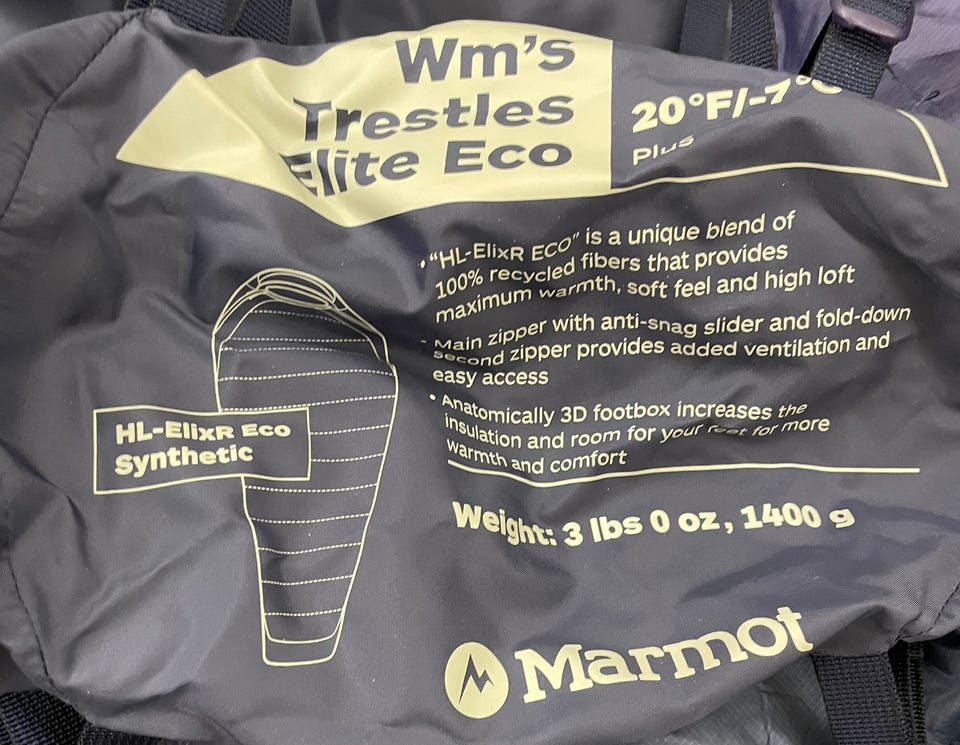 Wm's
Trestles
Elite Eco
20°F/-7°C
Plus
• "HL-ElixR ECO" is a unique blend of
100% recycled fibers that provides
maximum warmth, soft feel and high loft
• Main zipper with anti-snag slider and fold-down
second zipper provides added ventilation and
easy access
• Anatomically 3D footbox increases the
insulation and room for your feet for more
warmth and comfort
HL-ElixR Eco
Synthetic
Weight: 3 lbs 0 oz, 1400 g
Marmot